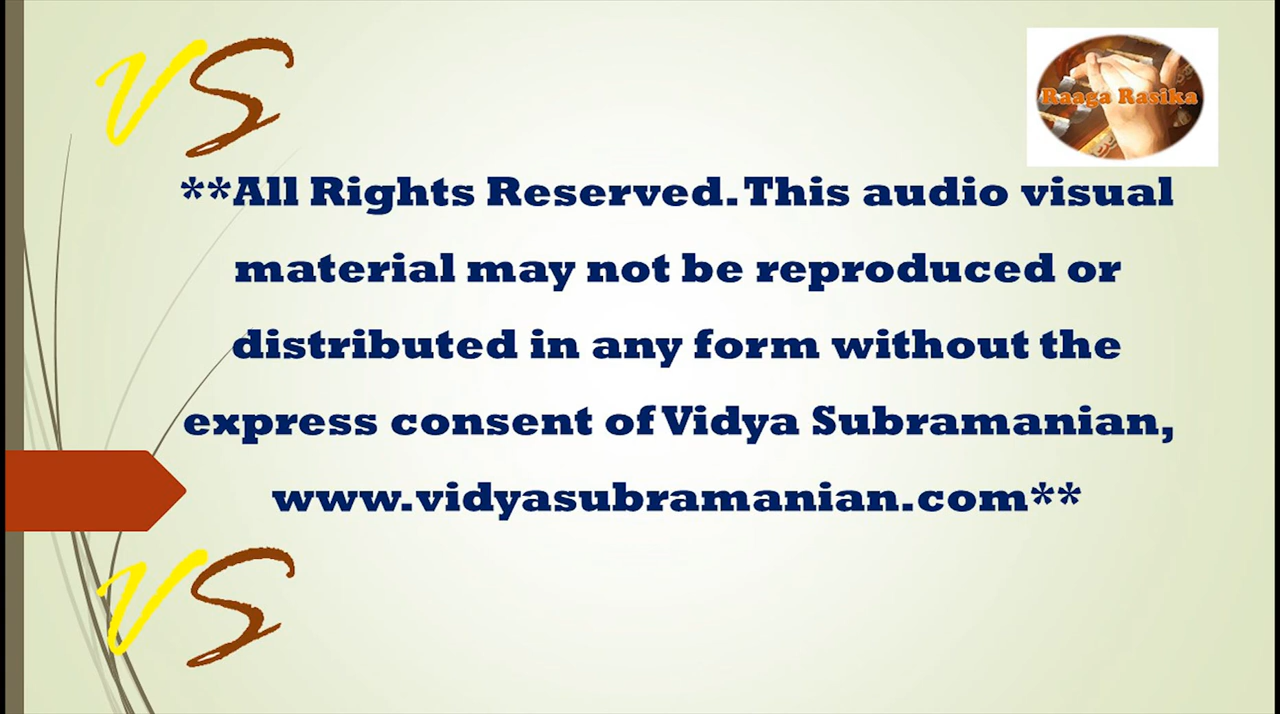 VS
Raaga Rasika
**All Rights Reserved. This audio visual
material may not be reproduced or
distributed in any form without the
express consent of Vidya Subramanian,
www.vidyasubramanian.com**
VS